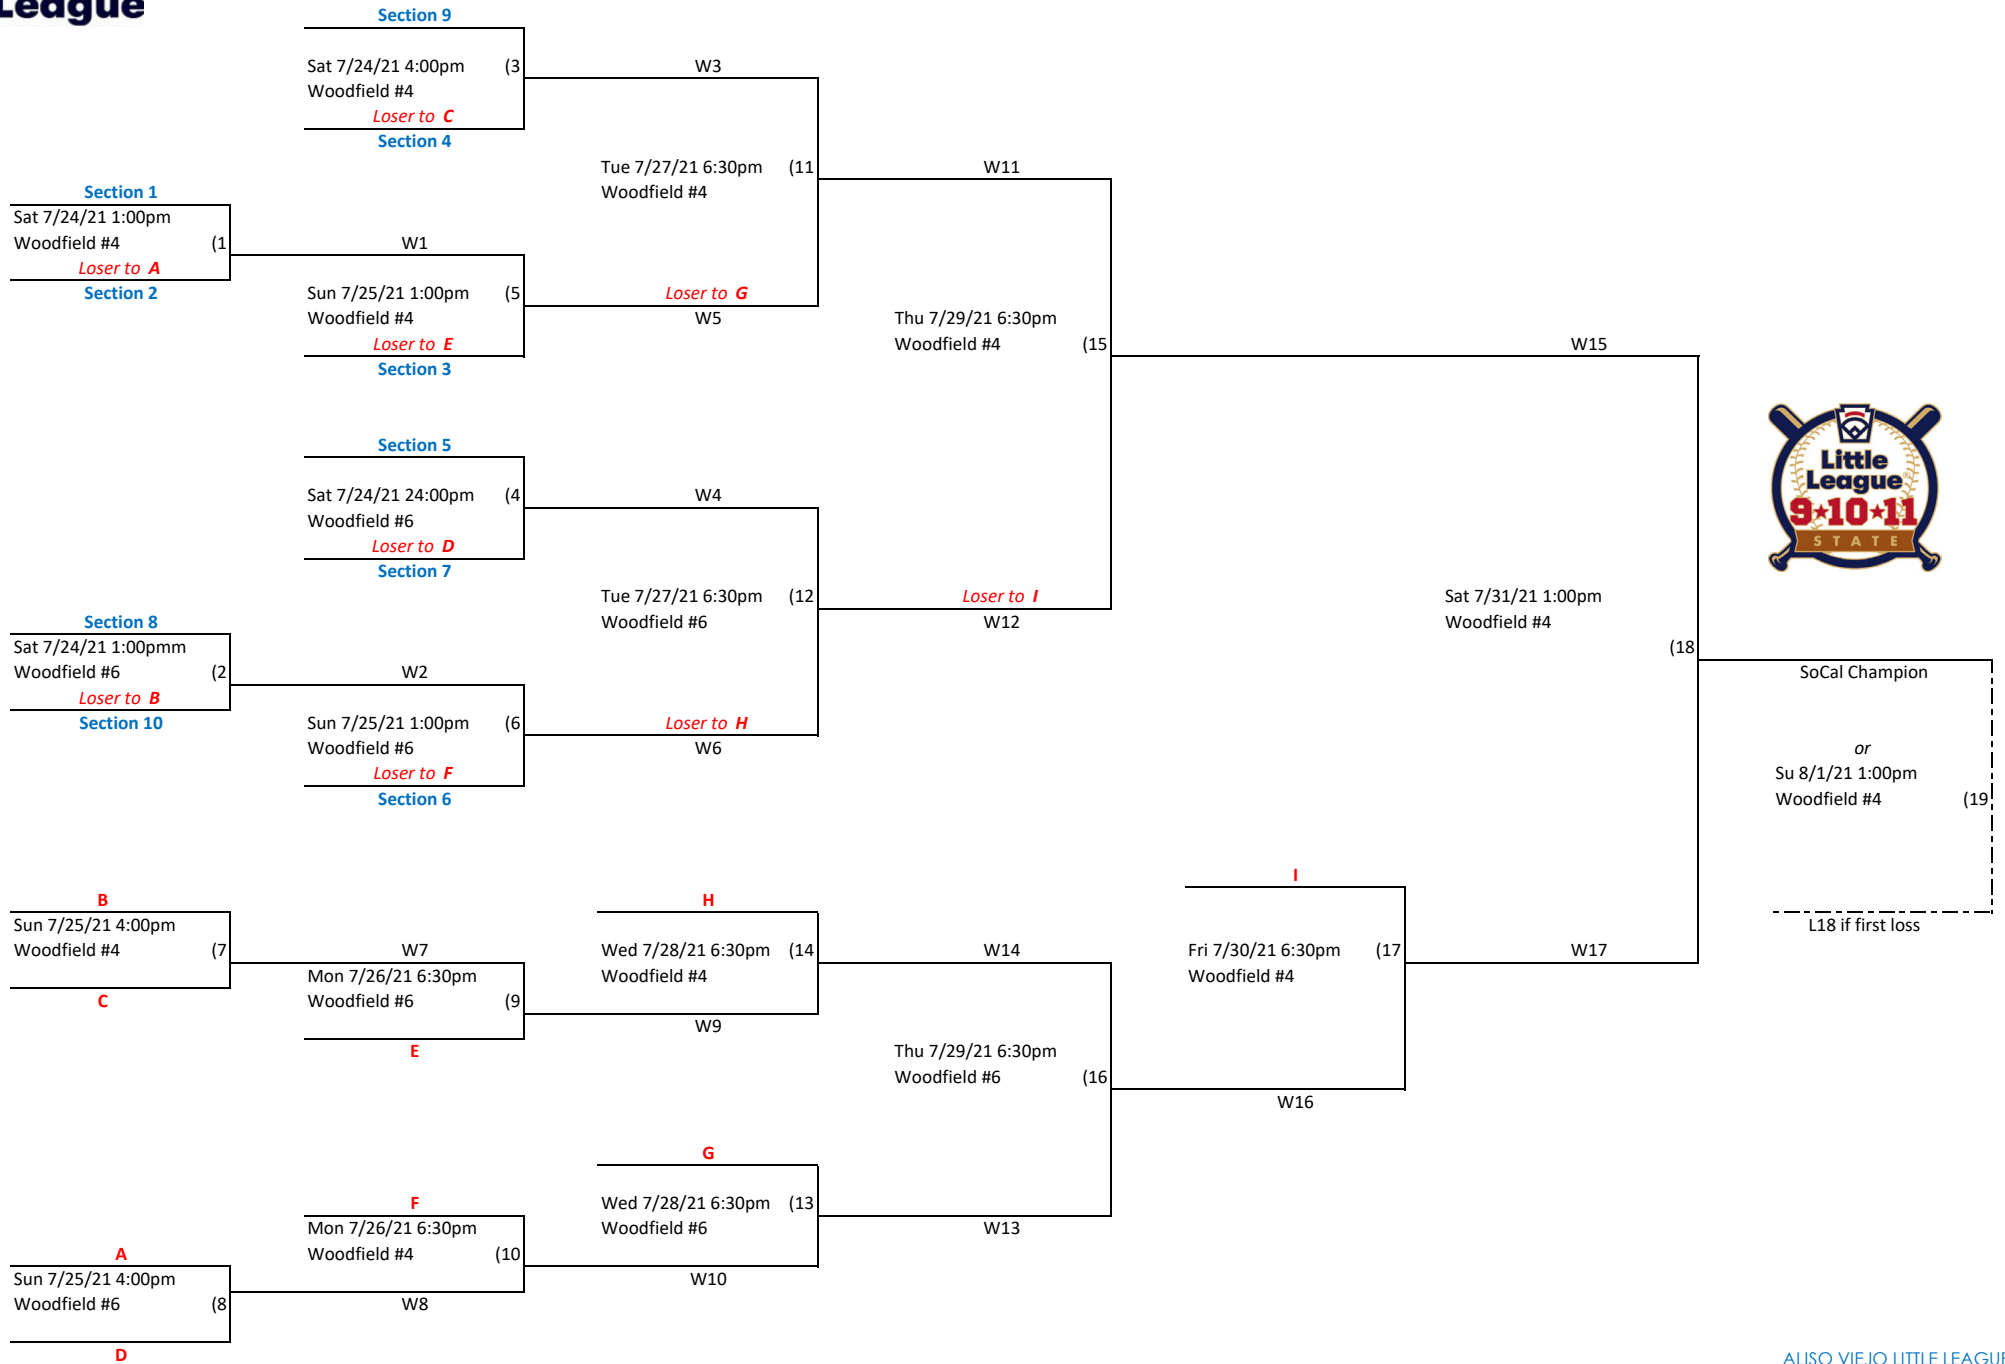 League
Section 9
Sat 7/24/21 4:00pm (3
Woodfield #4
Loser to C
Section 4
W3
Section 1
Sat 7/24/21 1:00pm
Woodfield #4 (1
Loser to A
Section 2
W1
Sun 7/25/21 1:00pm (5
Woodfield #4
Loser to E
Section 3
Tue 7/27/21 6:30pm (11
Woodfield #4
Loser to G
W5
W11
Thu 7/29/21 6:30pm
Woodfield #4 (15
W15
Section 5
Sat 7/24/21 24:00pm (4
Woodfield #6
Loser to D
Section 7
W4
Section 8
Sat 7/24/21 1:00pmm
Woodfield #6 (2
Loser to B
Section 10
W2
Sun 7/25/21 1:00pm (6
Woodfield #6
Loser to F
Section 6
Tue 7/27/21 6:30pm (12
Woodfield #6
Loser to H
W6
Loser to I
W12
Sat 7/31/21 1:00pm
Woodfield #4
(18
Little
League®
9★10★11
STATE
SoCal Champion
or
Su 8/1/21 1:00pm
Woodfield #4 (19
L18 if first loss
B
Sun 7/25/21 4:00pm
Woodfield #4 (7
C
W7
Mon 7/26/21 6:30pm
Woodfield #6 (9
E
H
Wed 7/28/21 6:30pm (14
Woodfield #4
W9
W14
I
Fri 7/30/21 6:30pm (17
Woodfield #4
W17
Thu 7/29/21 6:30pm
Woodfield #6 (16
W16
G
Wed 7/28/21 6:30pm (13
Woodfield #6
W13
W10
F
Mon 7/26/21 6:30pm
Woodfield #4 (10
W8
A
Sun 7/25/21 4:00pm
Woodfield #6 (8
D
ALISO VIEJO LITTLE LEAGUE